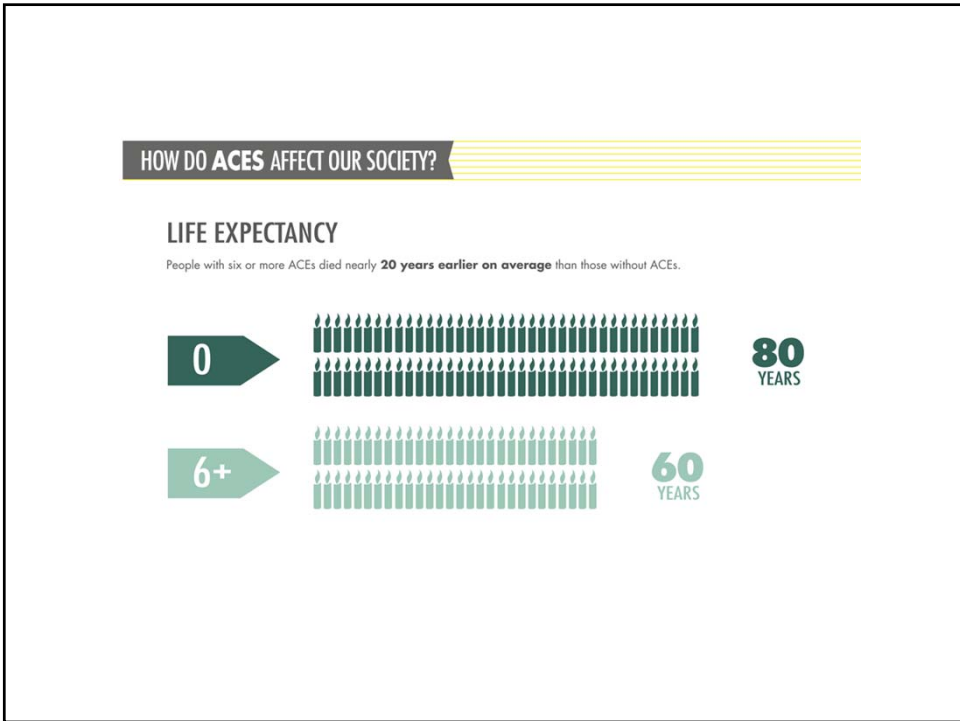 HOW DO ACES AFFECT OUR SOCIETY?
LIFE EXPECTANCY
People with six or more ACEs died nearly 20 years earlier on average than those without ACEs.
0
80
YEARS
6+
60
YEARS